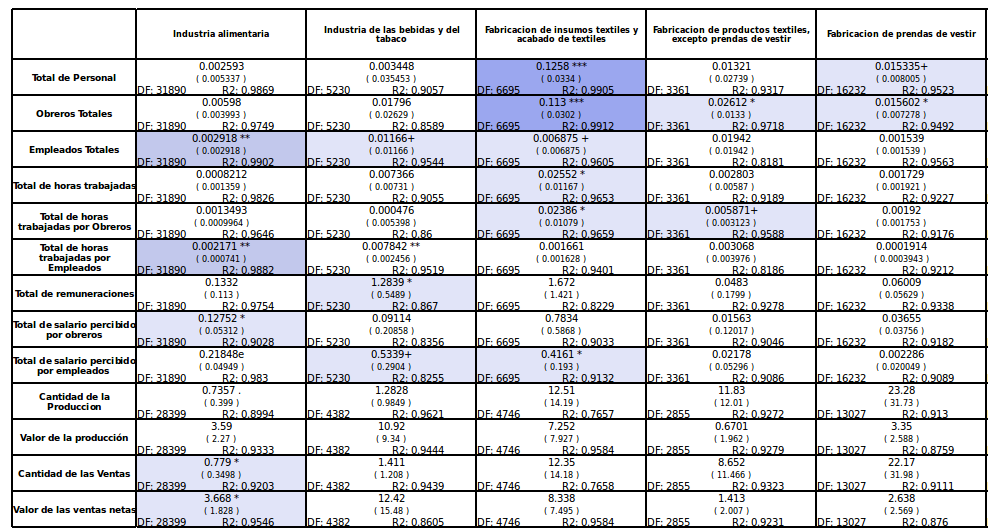 Industria alimentaria
Industria de las bebidas y del
tabaco
Fabricacion de insumos textiles y
acabado de textiles
Fabricacion de productos textiles,
excepto prendas de vestir
Fabricacion de prendas de vestir
Total de Personal
0.002593
( 0.005337 )
DF: 31890 R2: 0.9869
0.003448
( 0.035453 )
DF: 5230 R2: 0.9057
0.1258 ***
( 0.0334 )
DF: 6695 R2: 0.9905
0.01321
( 0.02739 )
DF: 3361 R2: 0.9317
0.015335+
( 0.008005 )
DF: 16232 R2: 0.9523
Obreros Totales
0.00598
( 0.003993 )
DF: 31890 R2: 0.9749
0.01796
( 0.02629 )
DF: 5230 R2: 0.8589
0.113 ***
( 0.0302 )
DF: 6695 R2: 0.9912
0.02612 *
( 0.0133 )
DF: 3361 R2: 0.9718
0.015602 *
( 0.007278 )
DF: 16232 R2: 0.9492
Empleados Totales
0.002918 **
( 0.002918 )
DF: 31890 R2: 0.9902
0.01166+
( 0.01166 )
DF: 5230 R2: 0.9544
0.006875 +
( 0.006875 )
DF: 6695 R2: 0.9605
0.01942
( 0.01942 )
DF: 3361 R2: 0.8181
0.001539
( 0.001539 )
DF: 16232 R2: 0.9563
Total de horas trabajadas
0.0008212
( 0.001359 )
DF: 31890 R2: 0.9826
0.007366
( 0.00731 )
DF: 5230 R2: 0.9055
0.02552 *
( 0.01167 )
DF: 6695 R2: 0.9653
0.002803
( 0.00587 )
DF: 3361 R2: 0.9189
0.001729
( 0.001921 )
DF: 16232 R2: 0.9227
Total de horas
trabajadas por Obreros
0.0013493
( 0.0009964 )
DF: 31890 R2: 0.9646
0.000476
( 0.005398 )
DF: 5230 R2: 0.86
0.02386 *
( 0.01079 )
DF: 6695 R2: 0.9659
0.005871+
( 0.003123 )
DF: 3361 R2: 0.9588
0.00192
( 0.001753 )
DF: 16232 R2: 0.9176
Total de horas
trabajadas por
Empleados
0.002171 **
( 0.000741 )
DF: 31890 R2: 0.9882
0.007842 **
( 0.002456 )
DF: 5230 R2: 0.9519
0.001661
( 0.001628 )
DF: 6695 R2: 0.9401
0.003068
( 0.003976 )
DF: 3361 R2: 0.8186
0.0001914
( 0.0003943 )
DF: 16232 R2: 0.9212
Total de remuneraciones
0.1332
( 0.113 )
DF: 31890 R2: 0.9754
1.2839 *
( 0.5489 )
DF: 5230 R2: 0.867
1.672
( 1.421 )
DF: 6695 R2: 0.8229
0.0483
( 0.1799 )
DF: 3361 R2: 0.9278
0.06009
( 0.05629 )
DF: 16232 R2: 0.9338
Total de salario percibido
por obreros
0.12752 *
( 0.05312 )
DF: 31890 R2: 0.9028
0.09114
( 0.20858 )
DF: 5230 R2: 0.8356
0.7834
( 0.5868 )
DF: 6695 R2: 0.9033
0.01563
( 0.12017 )
DF: 3361 R2: 0.9046
0.03655
( 0.03756 )
DF: 16232 R2: 0.9182
Total de salario percibido
por empleados
0.21848e
( 0.04949 )
DF: 31890 R2: 0.983
0.5339+
( 0.2904 )
DF: 5230 R2: 0.8255
0.4161 *
( 0.193 )
DF: 6695 R2: 0.9132
0.02178
( 0.05296 )
DF: 3361 R2: 0.9086
0.002286
( 0.020049 )
DF: 16232 R2: 0.9089
Cantidad de la
Produccion
0.7357 .
( 0.399 )
DF: 28399 R2: 0.8994
1.2828
( 0.9849 )
DF: 4382 R2: 0.9621
12.51
( 14.19 )
DF: 4746 R2: 0.7657
11.83
( 12.01 )
DF: 2855 R2: 0.9272
23.28
( 31.73 )
DF: 13027 R2: 0.913
Valor de la producción
3.59
( 2.27 )
DF: 28399 R2: 0.9333
10.92
( 9.34 )
DF: 4382 R2: 0.9444
7.252
( 7.927 )
DF: 4746 R2: 0.9584
0.6701
( 1.962 )
DF: 2855 R2: 0.9279
3.35
( 2.588 )
DF: 13027 R2: 0.8759
Cantidad de las Ventas
0.779 *
( 0.3498 )
DF: 28399 R2: 0.9203
1.411
( 1.208 )
DF: 4382 R2: 0.9439
12.35
( 14.18 )
DF: 4746 R2: 0.7658
8.652
( 11.466 )
DF: 2855 R2: 0.9323
22.17
( 31.98 )
DF: 13027 R2: 0.9111
Valor de las ventas netas
3.668 *
( 1.828 )
DF: 28399 R2: 0.9546
12.42
( 15.48 )
DF: 4382 R2: 0.8605
8.338
( 7.495 )
DF: 4746 R2: 0.9584
1.413
( 2.007 )
DF: 2855 R2: 0.9231
2.638
( 2.569 )
DF: 13027 R2: 0.876